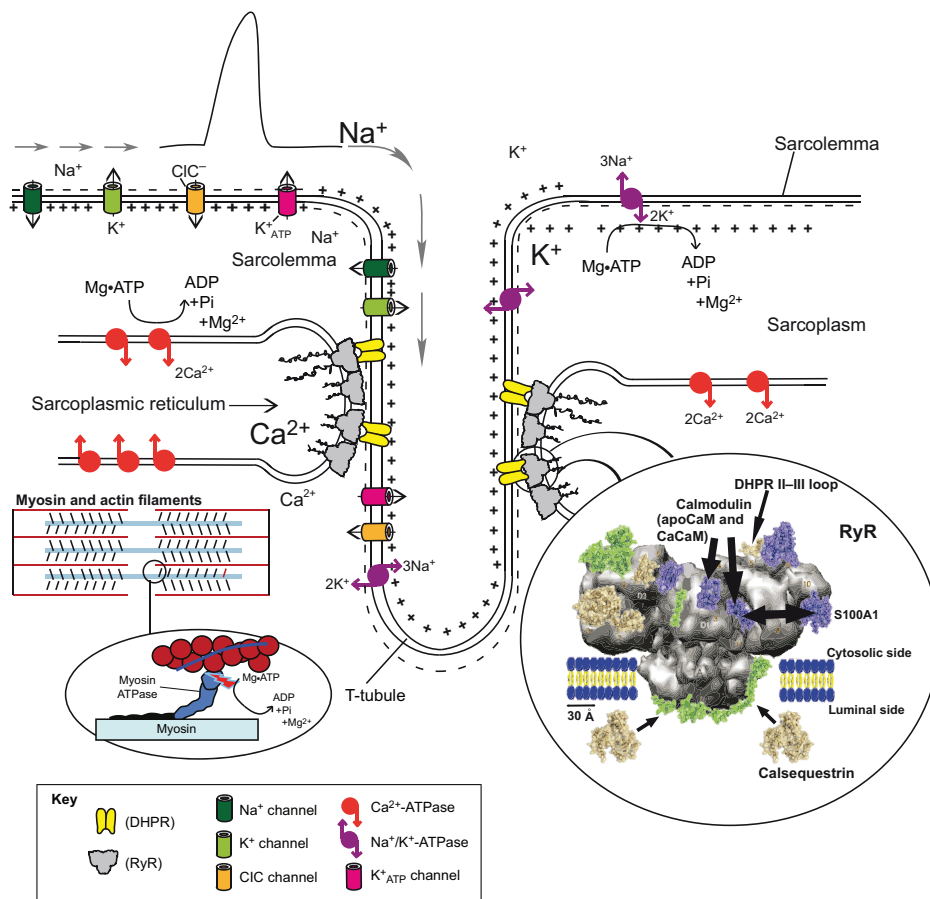 Na⁺
Na⁺
ClC⁻
K⁺
K⁺
K⁺ATP
Na⁺
Sarcolemma
K⁺
3Na⁺
2K⁺
Sarcolemma
K⁺
Mg•ATP
ADP
+Pi
+Mg²⁺
Mg•ATP
ADP
+Pi
+Mg²⁺
2Ca²⁺
Sarcoplasm
Sarcoplasmic reticulum
Ca²⁺
2Ca²⁺
2Ca²⁺
Ca²⁺
Myosin and actin filaments
2K⁺
3Na⁺
T-tubule
Myosin
ATPase
Mg•ATP
ADP
+Pi
+Mg²⁺
Myosin
DHPR II–III loop
Calmodulin
(apoCaM and
CaCaM)
RyR
10
S100A1
Cytosolic side
Luminal side
30 Å
Calsequestrin
Key
(DHPR)
(RyR)
Na⁺ channel
K⁺ channel
ClC channel
Ca²⁺-ATPase
Na⁺/K⁺-ATPase
K⁺ATP channel